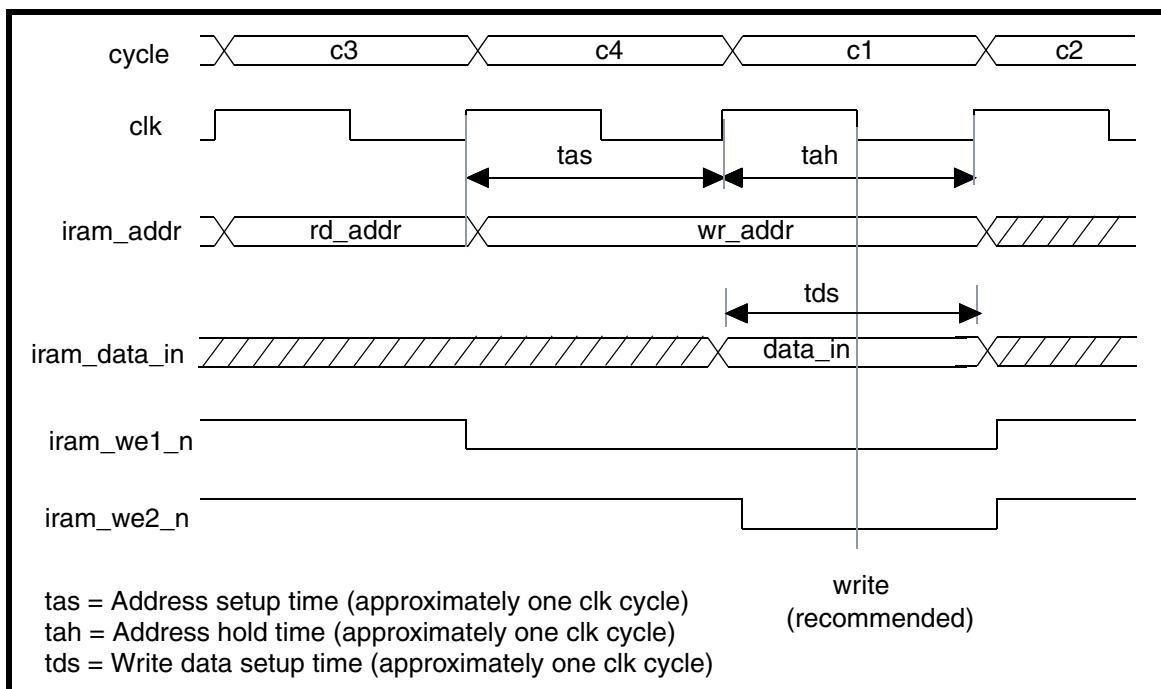 cycle c3 c4 c1 c2
clk
tas tah
iram_addr rd_addr wr_addr
tds
iram_data_in data_in
iram_we1_n
iram_we2_n
write
(recommended)
tas = Address setup time (approximately one clk cycle)
tah = Address hold time (approximately one clk cycle)
tds = Write data setup time (approximately one clk cycle)